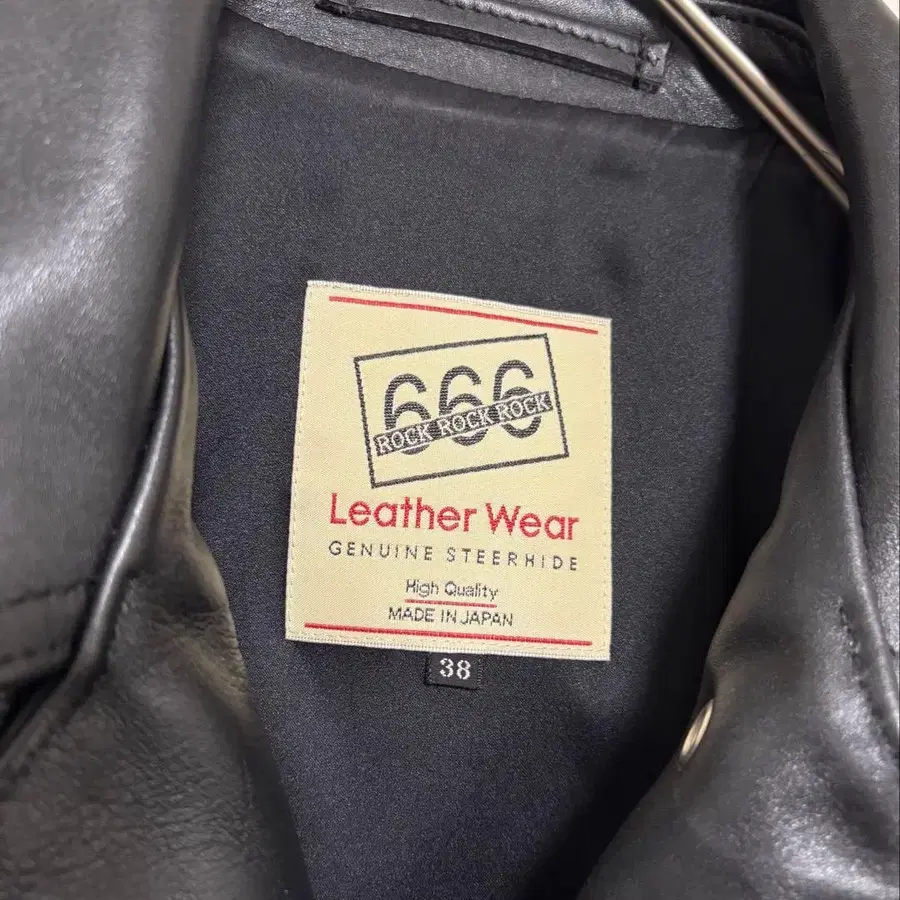 666
ROCK ROCK ROCK
Leather Wear
GENUINE STEERHIDE
High Quality
MADE IN JAPAN
38